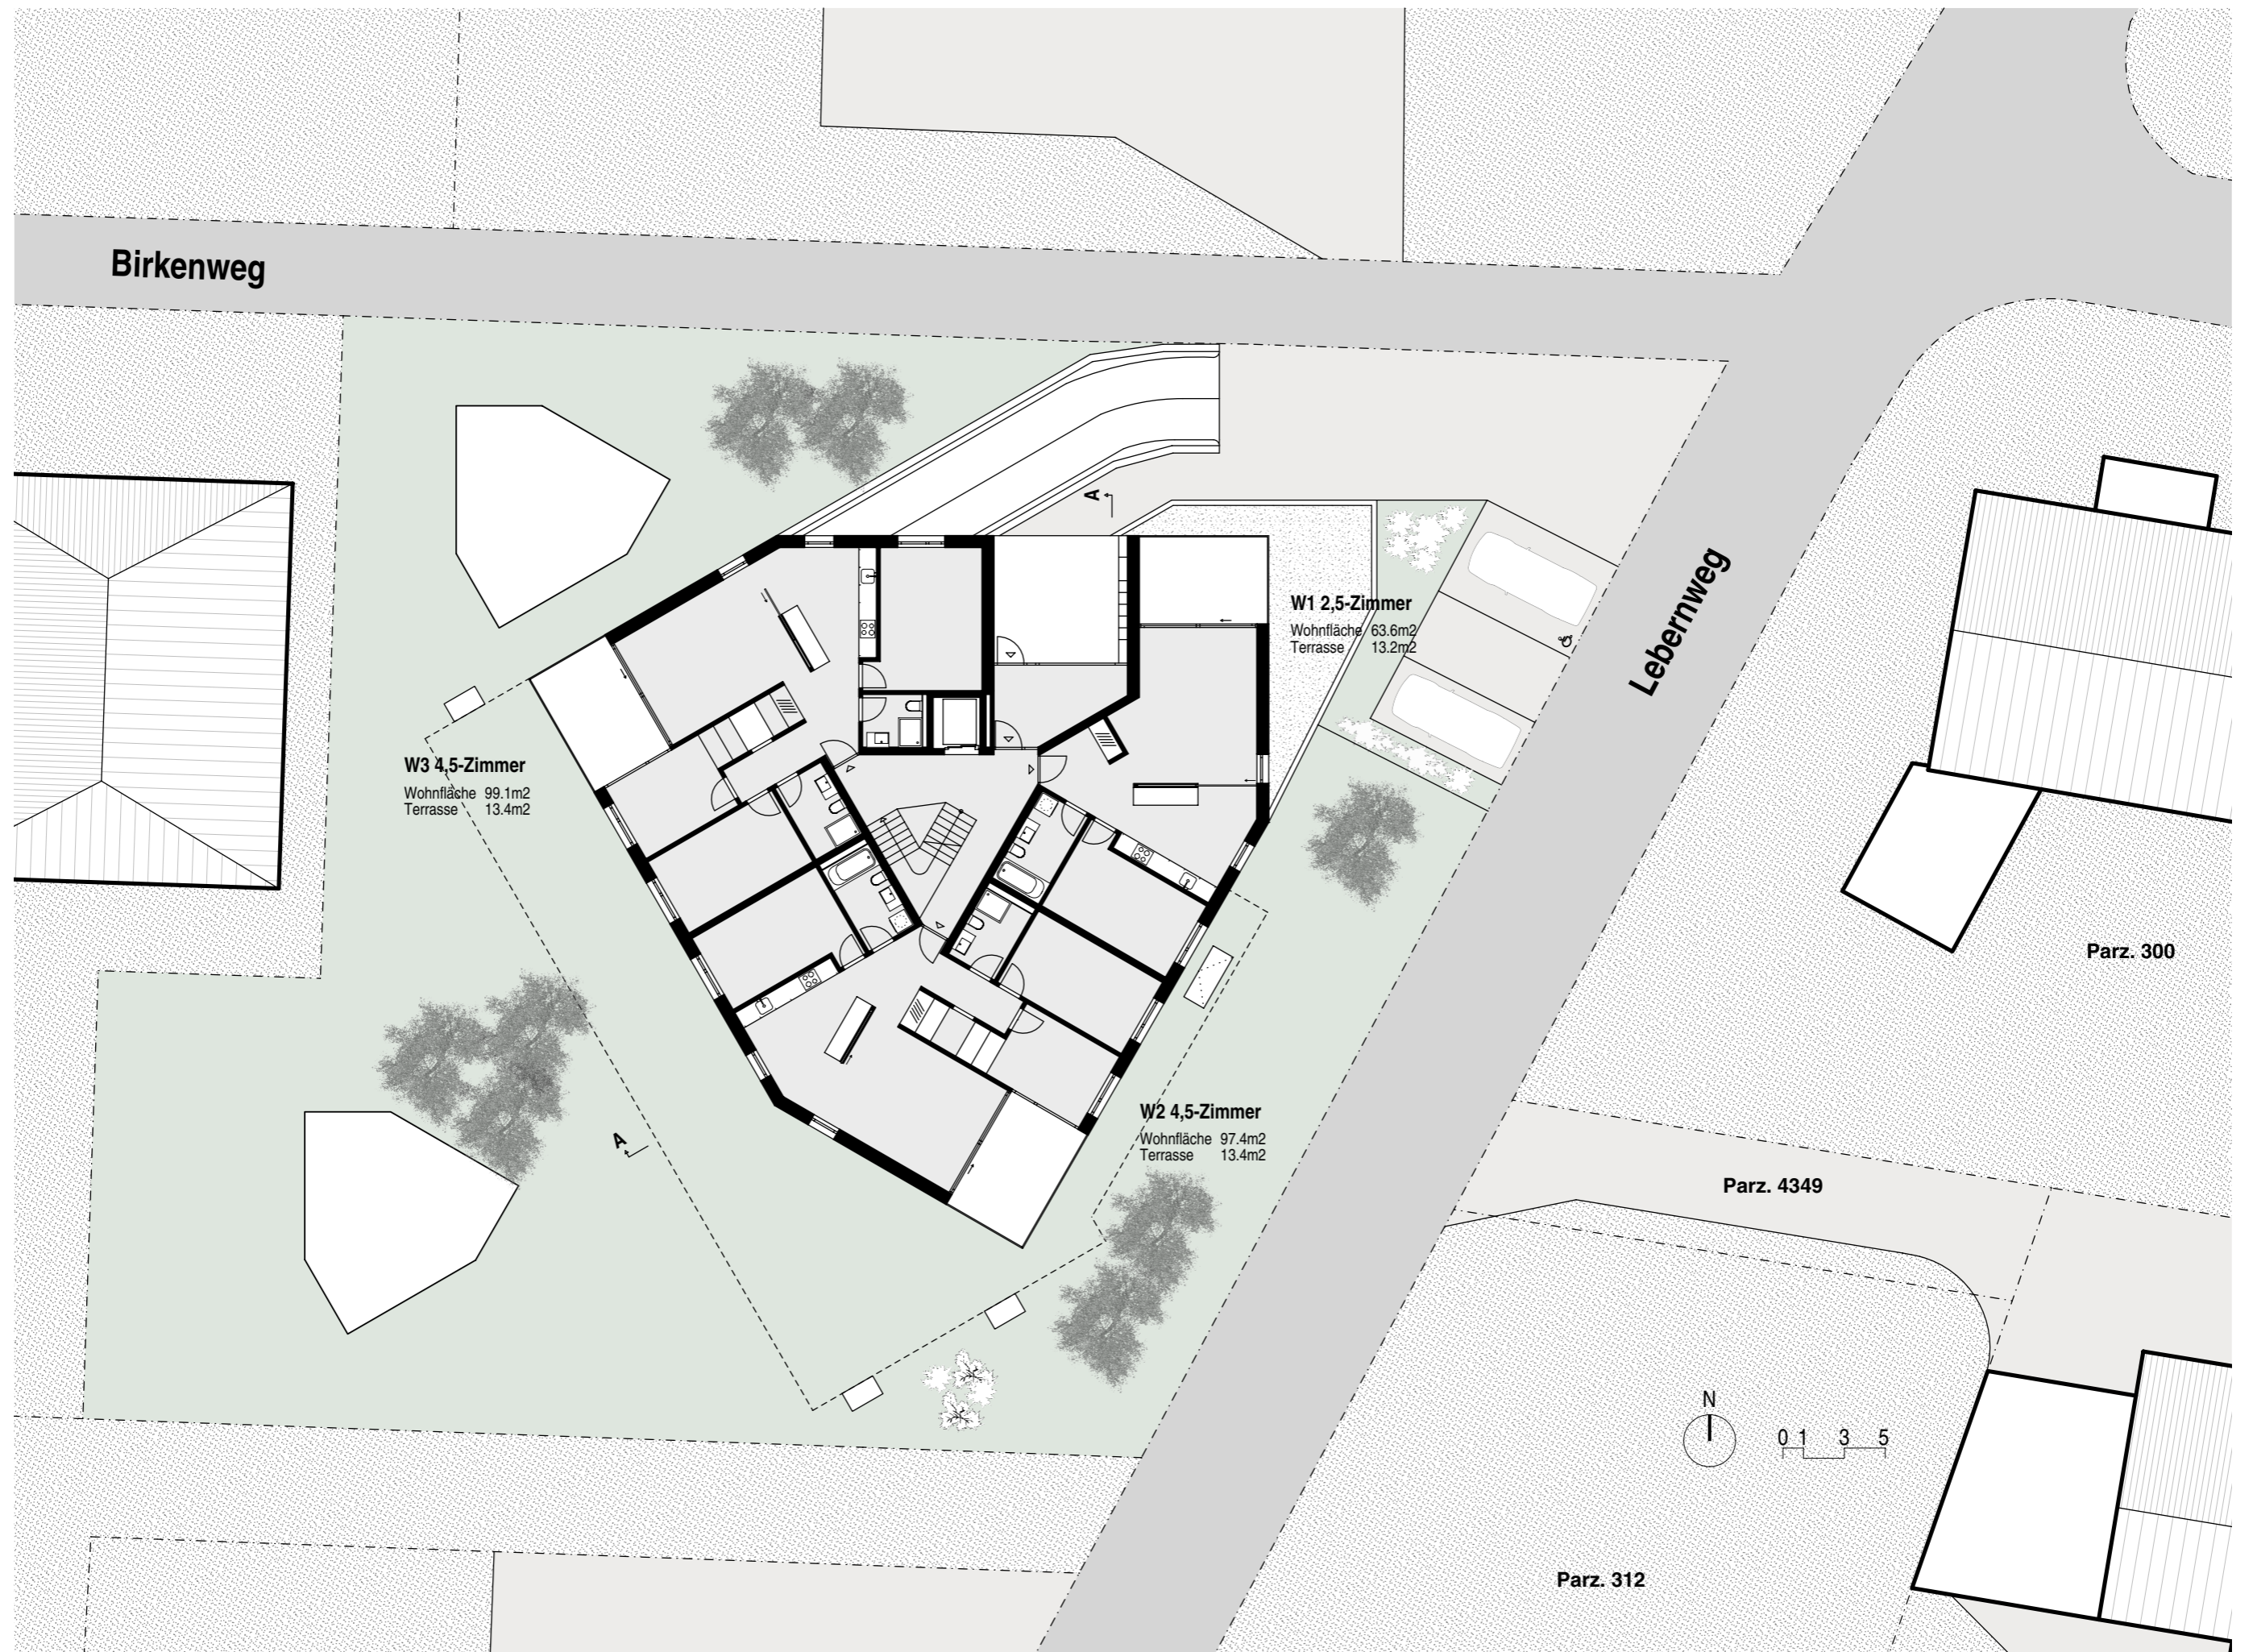 Birkenweg
A
W1 2,5-Zimmer
Wohnfläche 63.6m2
Terrasse 13.2m2
Lebernweg
W3 4,5-Zimmer
Wohnfläche 99.1m2
Terrasse 13.4m2
Parz. 300
W2 4,5-Zimmer
Wohnfläche 97.4m2
Terrasse 13.4m2
A
Parz. 4349
N
0 1 3 5
Parz. 312